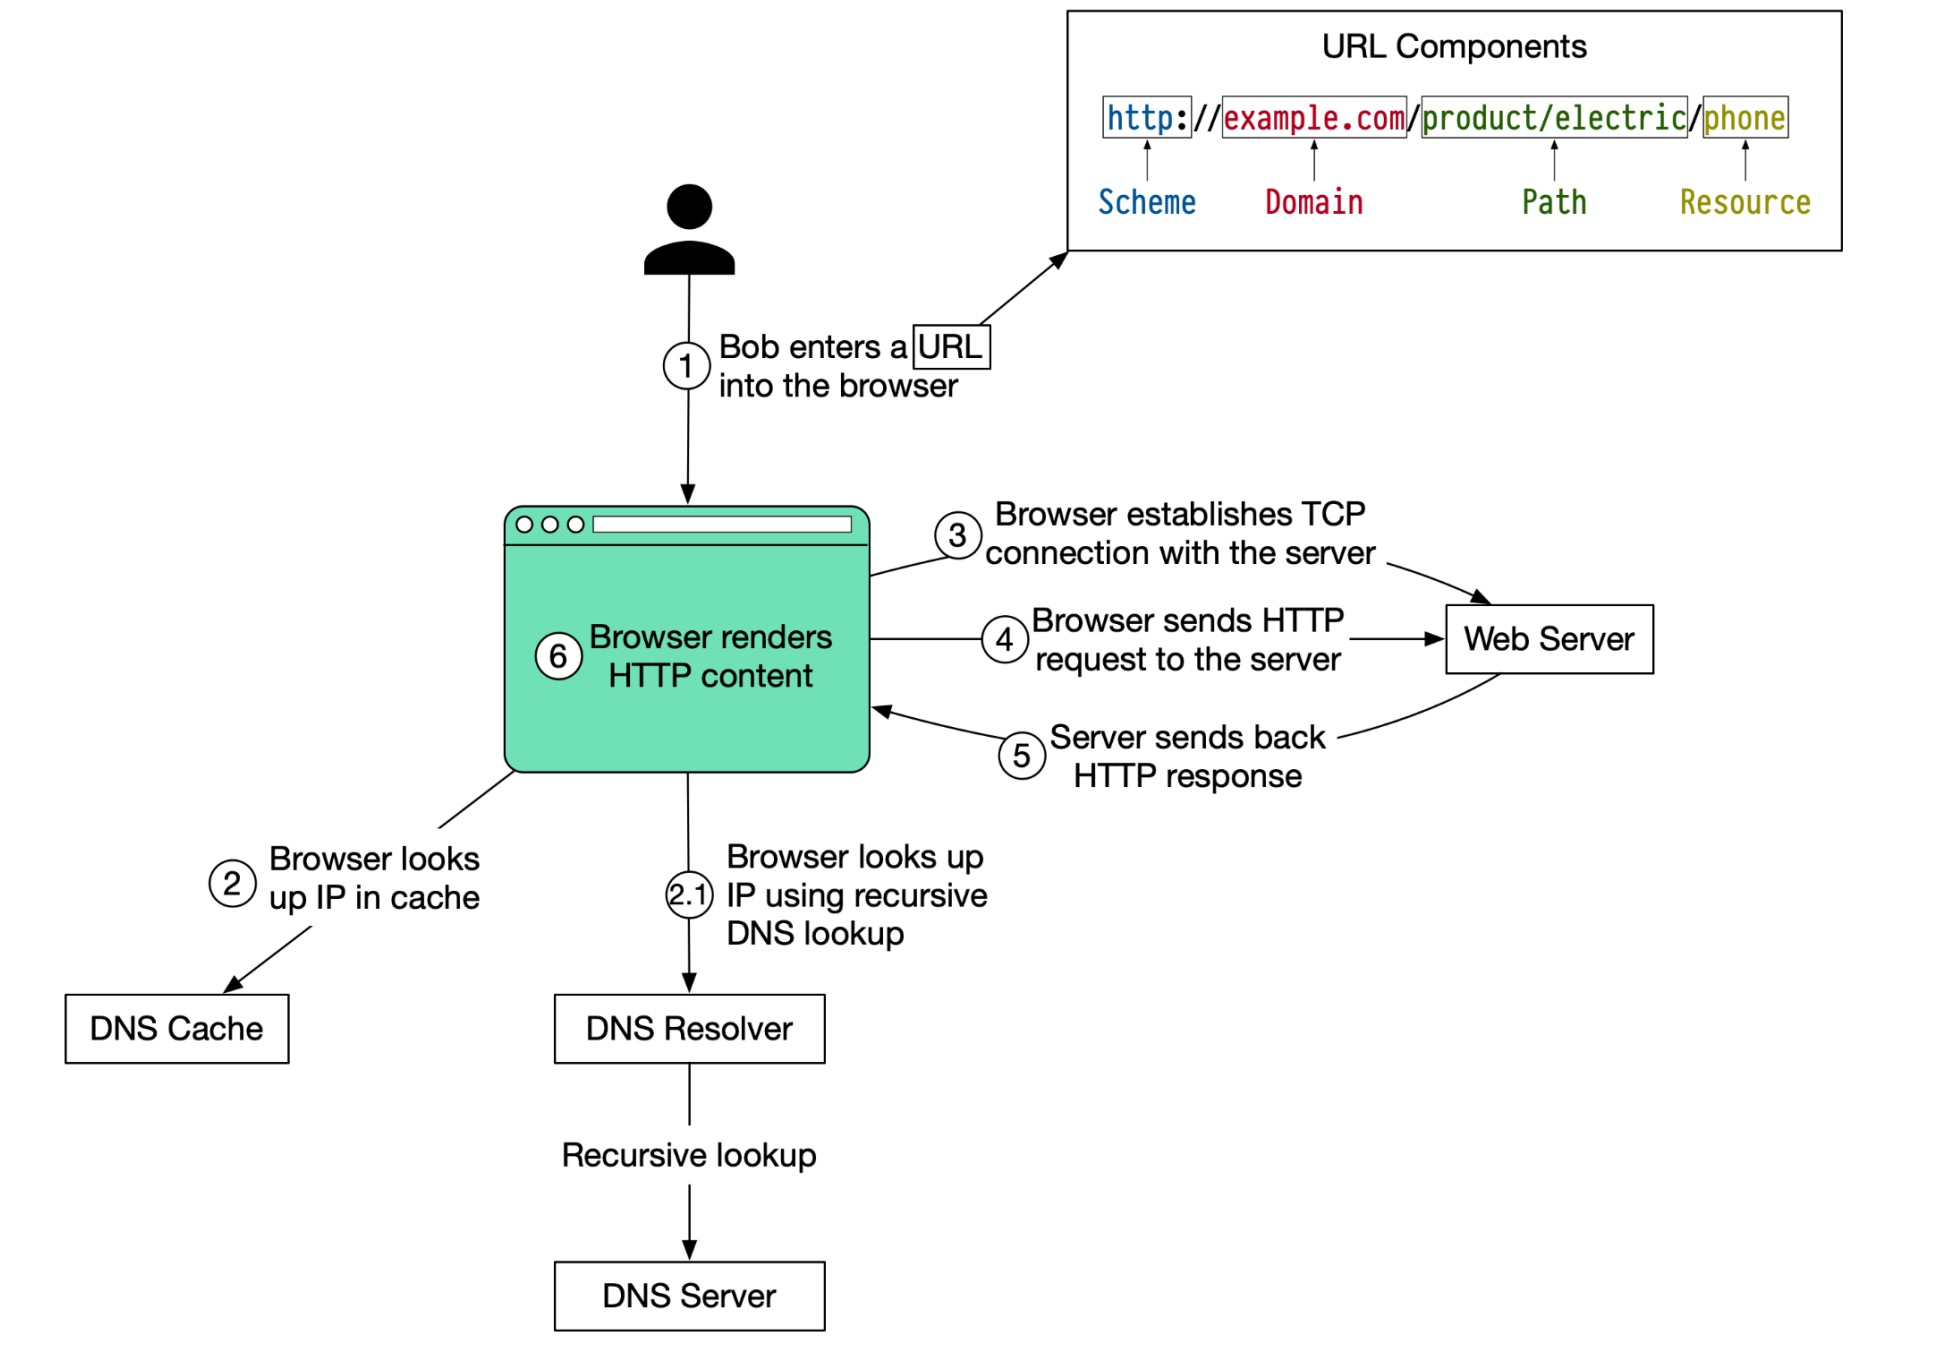 URL Components
http://example.com/product/electric/phone
Scheme Domain Path Resource
1 Bob enters a URL
into the browser
3 Browser establishes TCP
connection with the server
4 Browser sends HTTP
request to the server
Web Server
6 Browser renders
HTTP content
5 Server sends back
HTTP response
2 Browser looks
up IP in cache
2.1 Browser looks up
IP using recursive
DNS lookup
DNS Cache
DNS Resolver
Recursive lookup
DNS Server